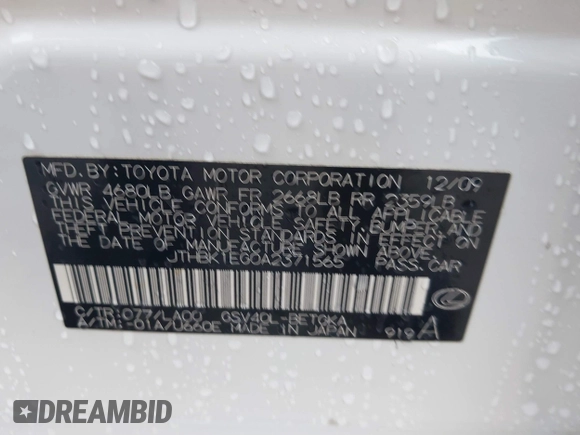 MFD. BY: TOYOTA MOTOR CORPORATION 12/09
GVWR 4680LB GAWR FR 2668LB RR 2359LB
THIS VEHICLE CONFORMS TO ALL APPLICABLE
FEDERAL MOTOR VEHICLE SAFETY, BUMPER, AND
THEFT PREVENTION STANDARDS IN EFFECT ON
THE DATE OF MANUFACTURE SHOWN ABOVE.
JTHBK1EG0A2371565 PASS. CAR
C/TR: 077/LA00 GSV40L-BETGKA
A/TM: -01A/U660E MADE IN JAPAN 919 A
DREAMBID